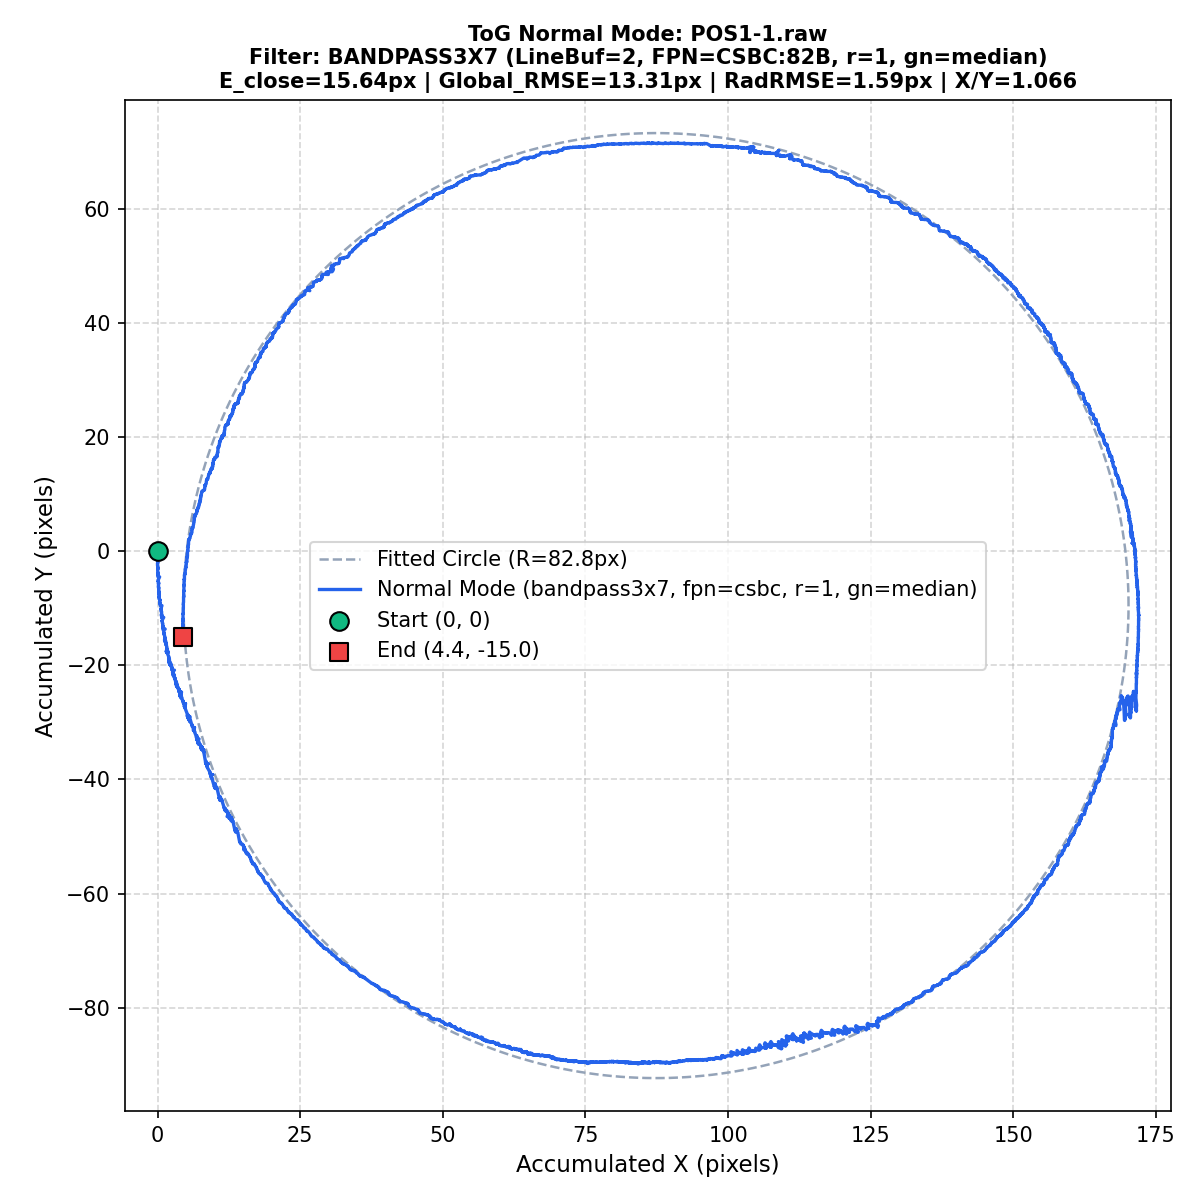 ToG Normal Mode: POS1-1.raw
Filter: BANDPASS3X7 (LineBuf=2, FPN=CSBC:82B, r=1, gn=median)
E_close=15.64px | Global_RMSE=13.31px | RadRMSE=1.59px | X/Y=1.066
Accumulated Y (pixels)
60
40
20
0
−20
−40
−60
−80
Fitted Circle (R=82.8px)
Normal Mode (bandpass3x7, fpn=csbc, r=1, gn=median)
Start (0, 0)
End (4.4, -15.0)
0
25
50
75
100
125
150
175
Accumulated X (pixels)